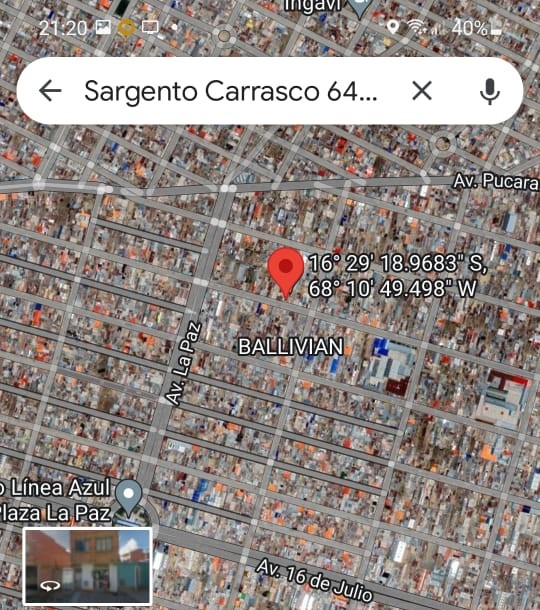 Ingavi
21:20
40%
Sargento Carrasco 64...
Av. Pucara
16° 29' 18.9683" S,
68° 10' 49.498" W
BALLIVIAN
Av. La Paz
o Línea Azul
Plaza La Paz
Av. 16 de Julio